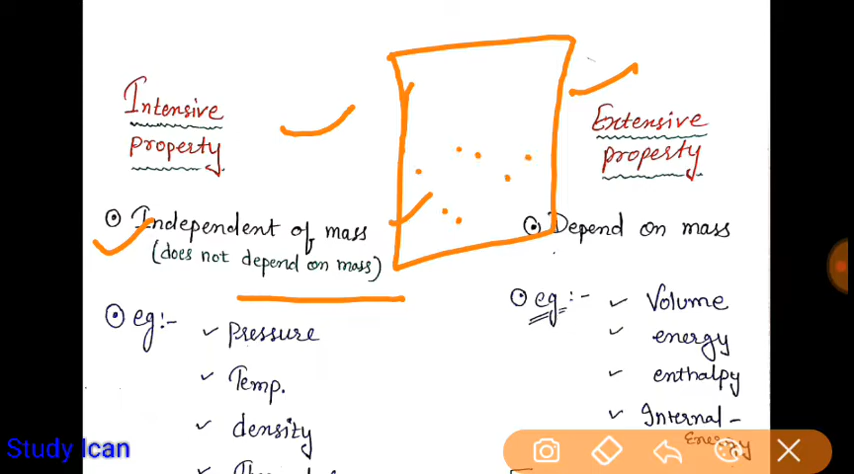 Intensive
property
⊙ Independent of mass
(does not depend on mass)
⊙ eg:-
✓ Pressure
✓ Temp.
✓ density
Extensive
property
⊙ Depend on mass
⊙ eg:-
✓ Volume
✓ energy
✓ enthalpy
✓ Internal-
Energy
Study Ican